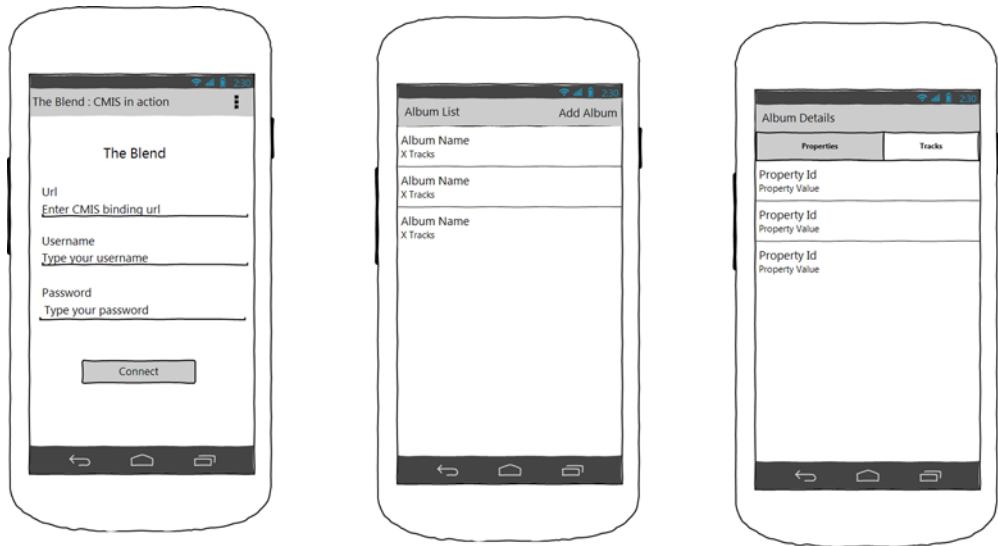 2:30
The Blend : CMIS in action
The Blend
Url
Enter CMIS binding url
Username
Type your username
Password
Type your password
Connect
2:30
Album List Add Album
Album Name
X Tracks
Album Name
X Tracks
Album Name
X Tracks
2:30
Album Details
Properties Tracks
Property Id
Property Value
Property Id
Property Value
Property Id
Property Value